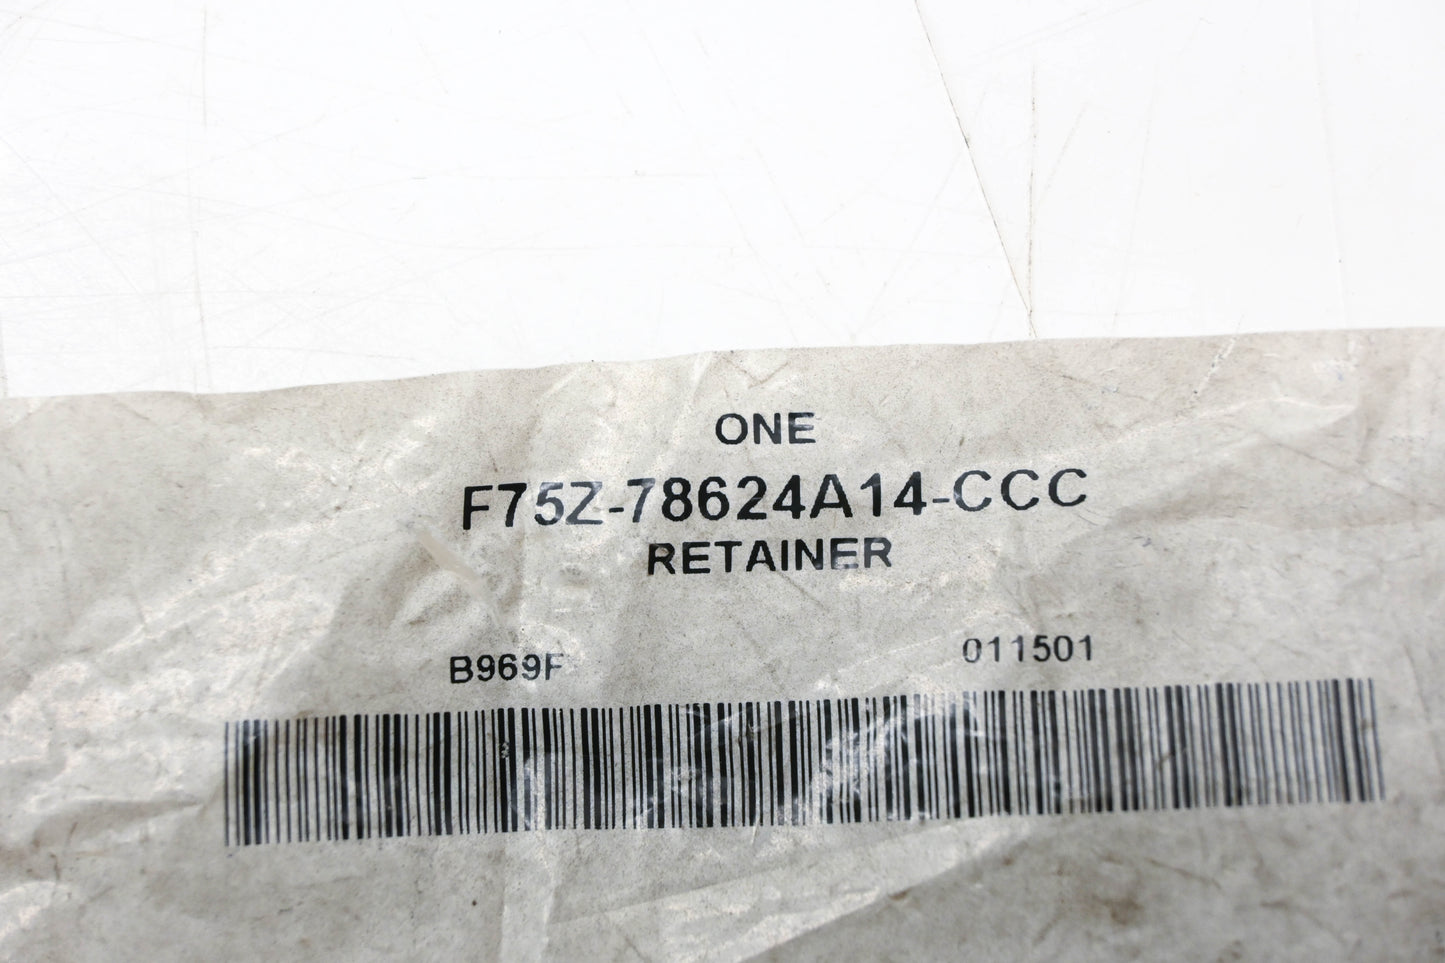 ONE
F75Z-78624A14-CCC
RETAINER
B969F 011501